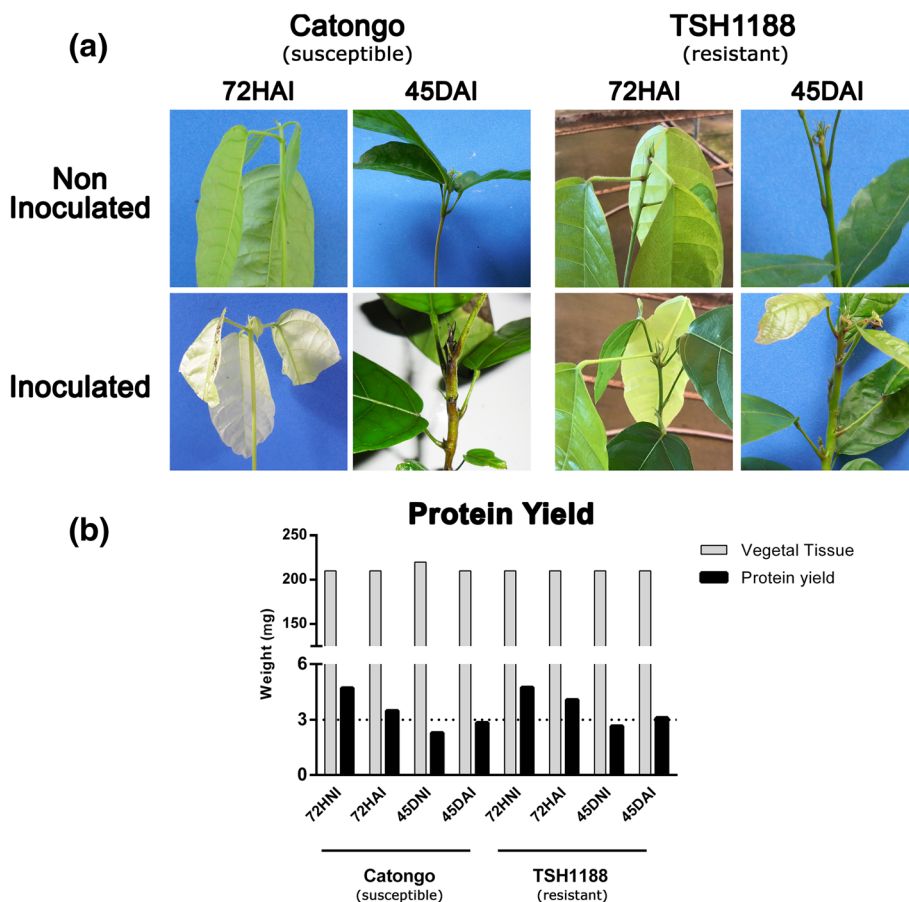 (a)
Catongo
(susceptible)
TSH1188
(resistant)
72HAI
45DAI
72HAI
45DAI
Non
Inoculated
Inoculated
(b)
Protein Yield
250
200
150
6
3
0
Weight (mg)
Vegetal Tissue
Protein yield
72HNI
72HAI
45DNI
45DAI
72HNI
72HAI
45DNI
45DAI
Catongo
(susceptible)
TSH1188
(resistant)